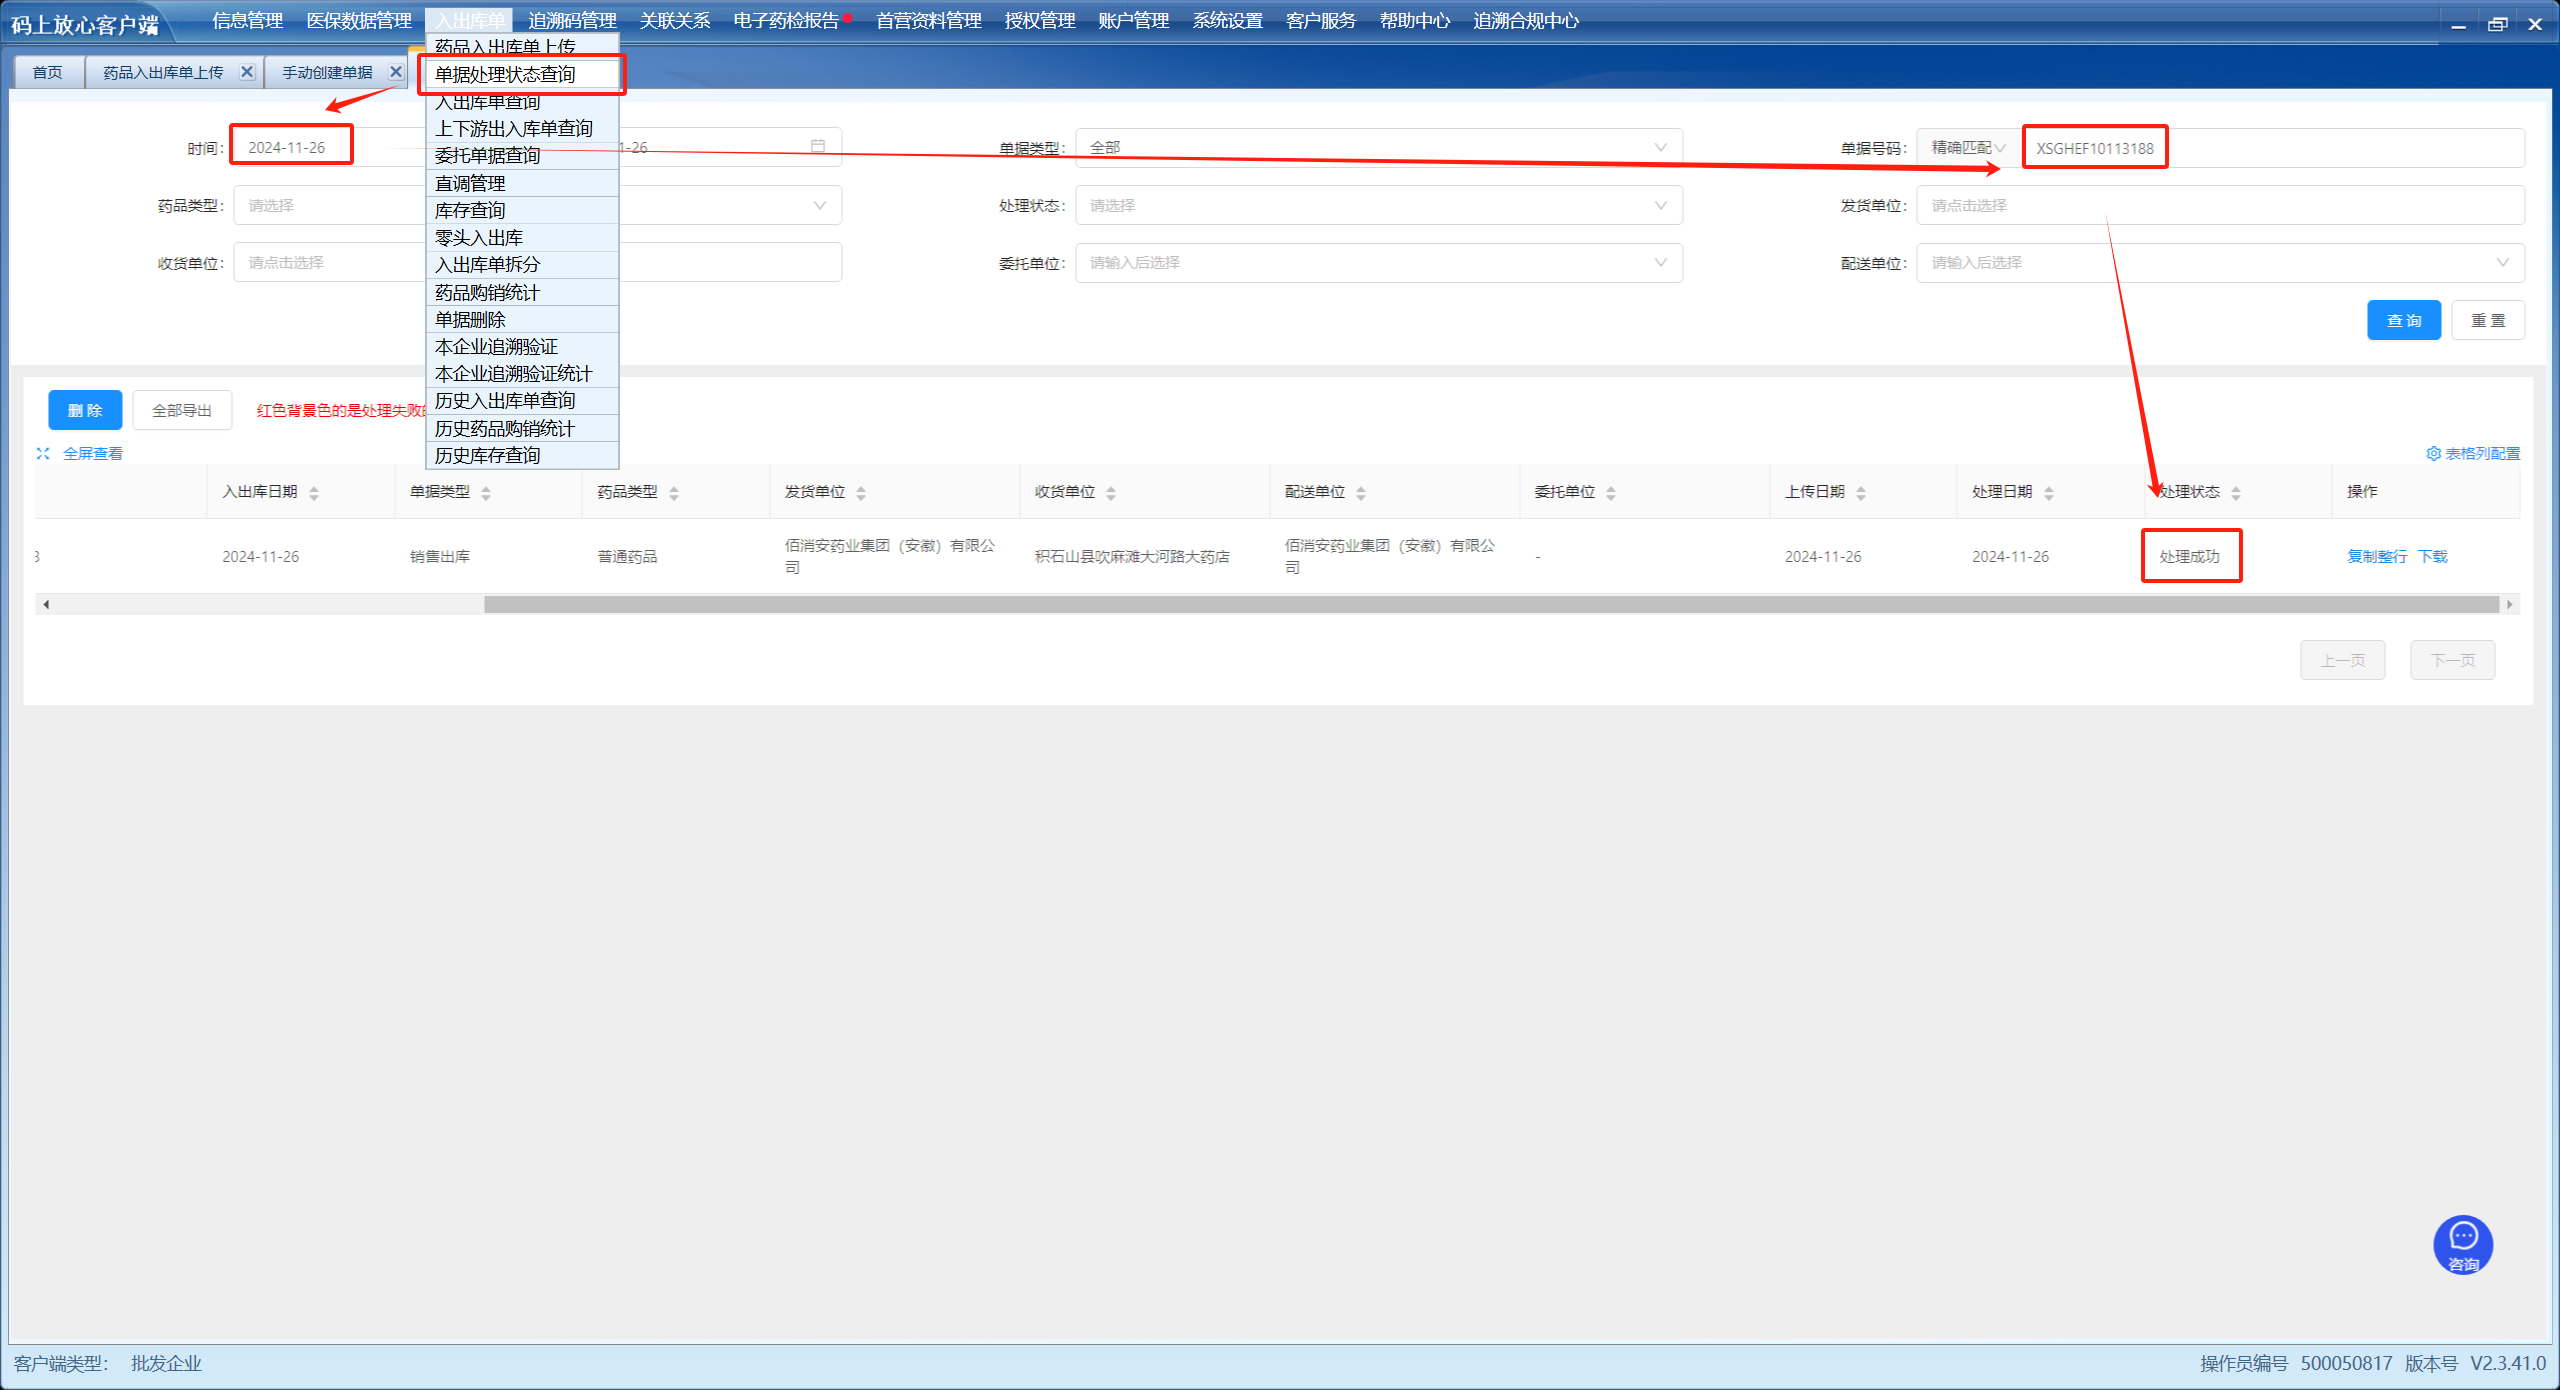 码上放心客户端
信息管理 医保数据管理 入出库单 追溯码管理 关联关系 电子药检报告 首营资料管理 授权管理 账户管理 系统设置 客户服务 帮助中心 追溯合规中心
首页 药品入出库单上传 手动创建单据
药品入出库单上传
单据处理状态查询
入出库单查询
上下游出入库单查询
委托单据查询
直调管理
库存查询
零头入出库
入出库单拆分
药品购销统计
单据删除
本企业追溯验证
本企业追溯验证统计
历史入出库单查询
历史药品购销统计
历史库存查询
时间: 2024-11-26 1-26 单据类型: 全部 单据号码: 精确匹配 XSGHEF10113188
药品类型: 请选择 处理状态: 请选择 发货单位: 请点击选择
收货单位: 请点击选择 委托单位: 请输入后选择 配送单位: 请输入后选择
查询 重置
删除 全部导出 红色背景色的是处理失败
全屏查看 表格列配置
入出库日期 单据类型 药品类型 发货单位 收货单位 配送单位 委托单位 上传日期 处理日期 处理状态 操作
3 2024-11-26 销售出库 普通药品 佰消安药业集团（安徽）有限公司 积石山县吹麻滩大河路大药店 佰消安药业集团（安徽）有限公司 - 2024-11-26 2024-11-26 处理成功 复制整行 下载
上一页 下一页
咨询
客户端类型: 批发企业 操作员编号 500050817 版本号 V2.3.41.0